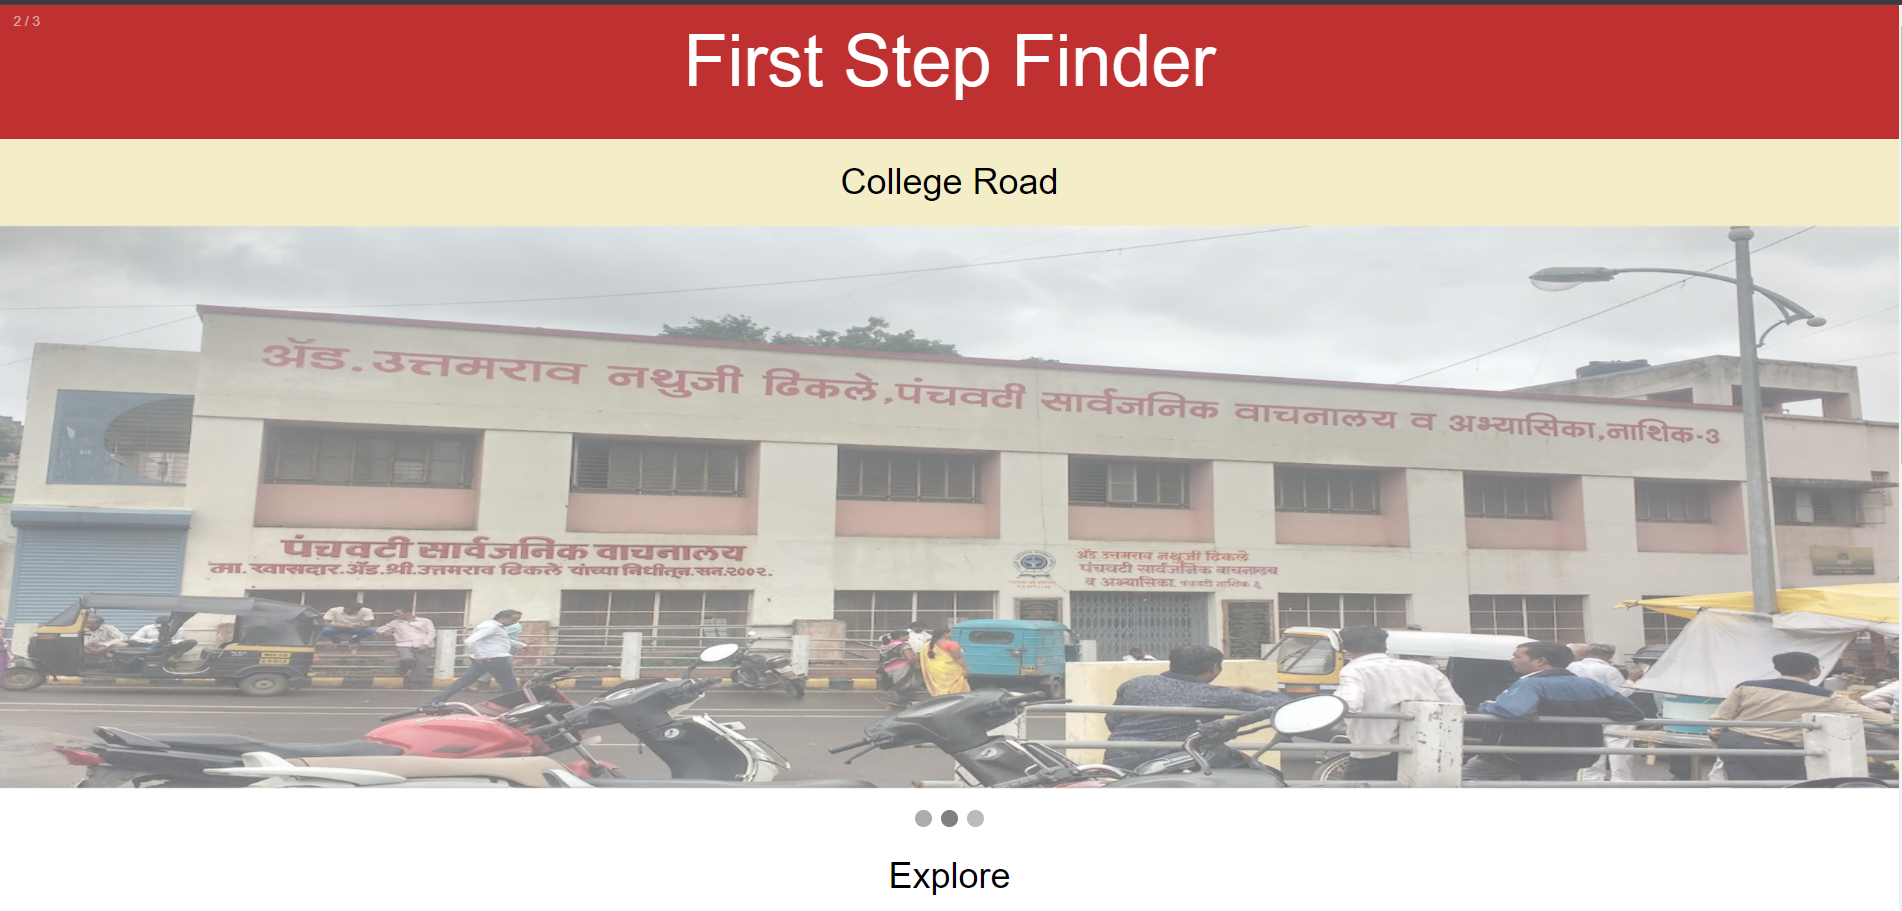 2 / 3
First Step Finder
College Road
ॲड. उत्तमराव नथुजी ढिकले, पंचवटी सार्वजनिक वाचनालय व अभ्यासिका, नाशिक-3
पंचवटी सार्वजनिक वाचनालय
मा. खासदार. ॲड. श्री. उत्तमराव ढिकले यांच्या निधीतून. सन. २००२.
ॲड उत्तमराव नथुजी ढिकले
पंचवटी सार्वजनिक वाचनालय
व अभ्यासिका. पंचवटी नाशिक ३
Explore